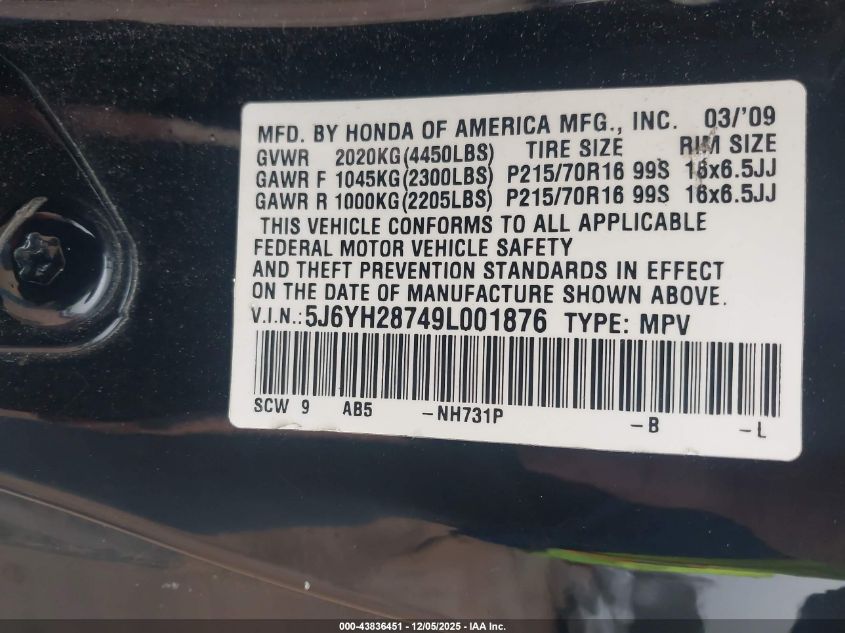 MFD. BY HONDA OF AMERICA MFG., INC. 03/'09
GVWR 2020KG(4450LBS) TIRE SIZE RIM SIZE
GAWR F 1045KG(2300LBS) P215/70R16 99S 16x6.5JJ
GAWR R 1000KG(2205LBS) P215/70R16 99S 16x6.5JJ
THIS VEHICLE CONFORMS TO ALL APPLICABLE
FEDERAL MOTOR VEHICLE SAFETY
AND THEFT PREVENTION STANDARDS IN EFFECT
ON THE DATE OF MANUFACTURE SHOWN ABOVE.
V.I.N.:5J6YH28749L001876 TYPE: MPV
SCW 9 AB5 -NH731P -B -L
000-43836451 - 12/05/2025 - IAA Inc.